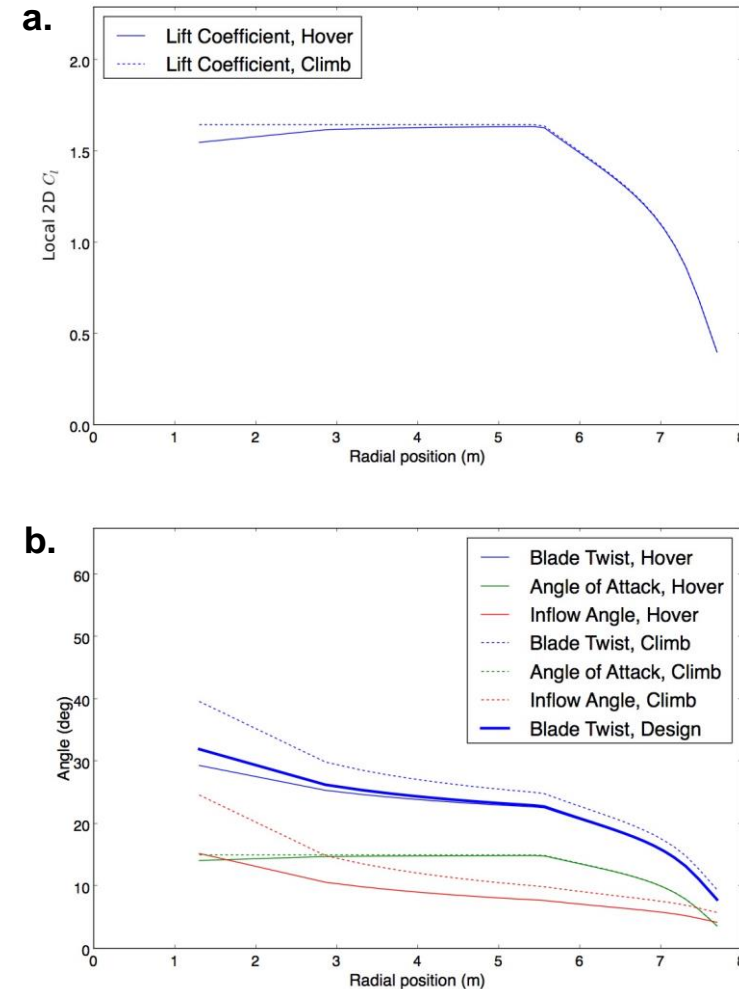 a.
Lift Coefficient, Hover
Lift Coefficient, Climb
2.0
1.5
1.0
0.5
0.0
Local 2D C_l
0 1 2 3 4 5 6 7 8
Radial position (m)
b.
Blade Twist, Hover
Angle of Attack, Hover
Inflow Angle, Hover
Blade Twist, Climb
Angle of Attack, Climb
Inflow Angle, Climb
Blade Twist, Design
60
50
40
30
20
10
0
Angle (deg)
0 1 2 3 4 5 6 7 8
Radial position (m)